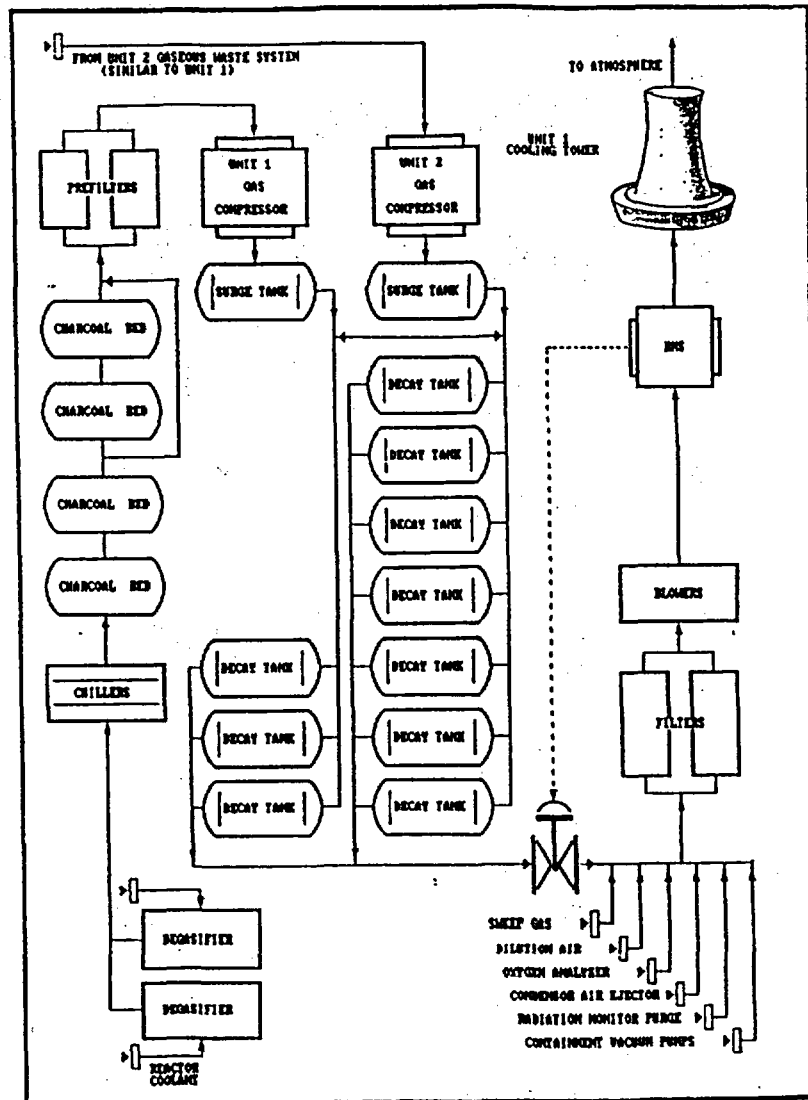 FROM UNIT 2 GASEOUS WASTE SYSTEM
(SIMILAR TO UNIT 1)
TO ATMOSPHERE
UNIT 1
COOLING TOWER
PREFILTERS
UNIT 1
GAS
COMPRESSOR
UNIT 2
GAS
COMPRESSOR
SURGE TANK
SURGE TANK
CHARCOAL BED
CHARCOAL BED
CHARCOAL BED
CHARCOAL BED
CHILLERS
DECAY TANK
DECAY TANK
DECAY TANK
DECAY TANK
DECAY TANK
DECAY TANK
DECAY TANK
DECAY TANK
DECAY TANK
DECAY TANK
RMS
BLOWERS
FILTERS
DEGASIFIER
DEGASIFIER
REACTOR
COOLANT
SWEEP GAS
DILUTION AIR
OXYGEN ANALYZER
CONDENSOR AIR EJECTOR
RADIATION MONITOR PURGE
CONTAINMENT VACUUM PUMPS